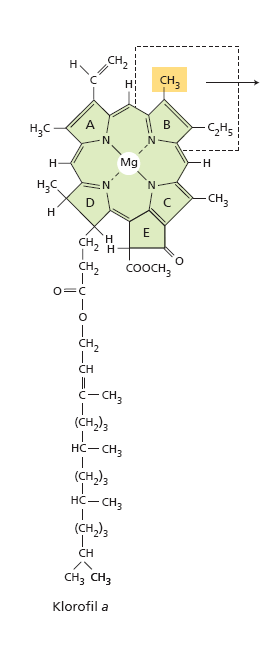 H CH₂
C
H CH₃
H₃C A B C₂H₅
N N
H Mg H
H₃C N N
D C CH₃
H
E
CH₂ H
H
O
CH₂ COOCH₃
O=C
O
CH₂
CH
C—CH₃
(CH₂)₃
HC—CH₃
(CH₂)₃
HC—CH₃
(CH₂)₃
CH
CH₃ CH₃
Klorofil a